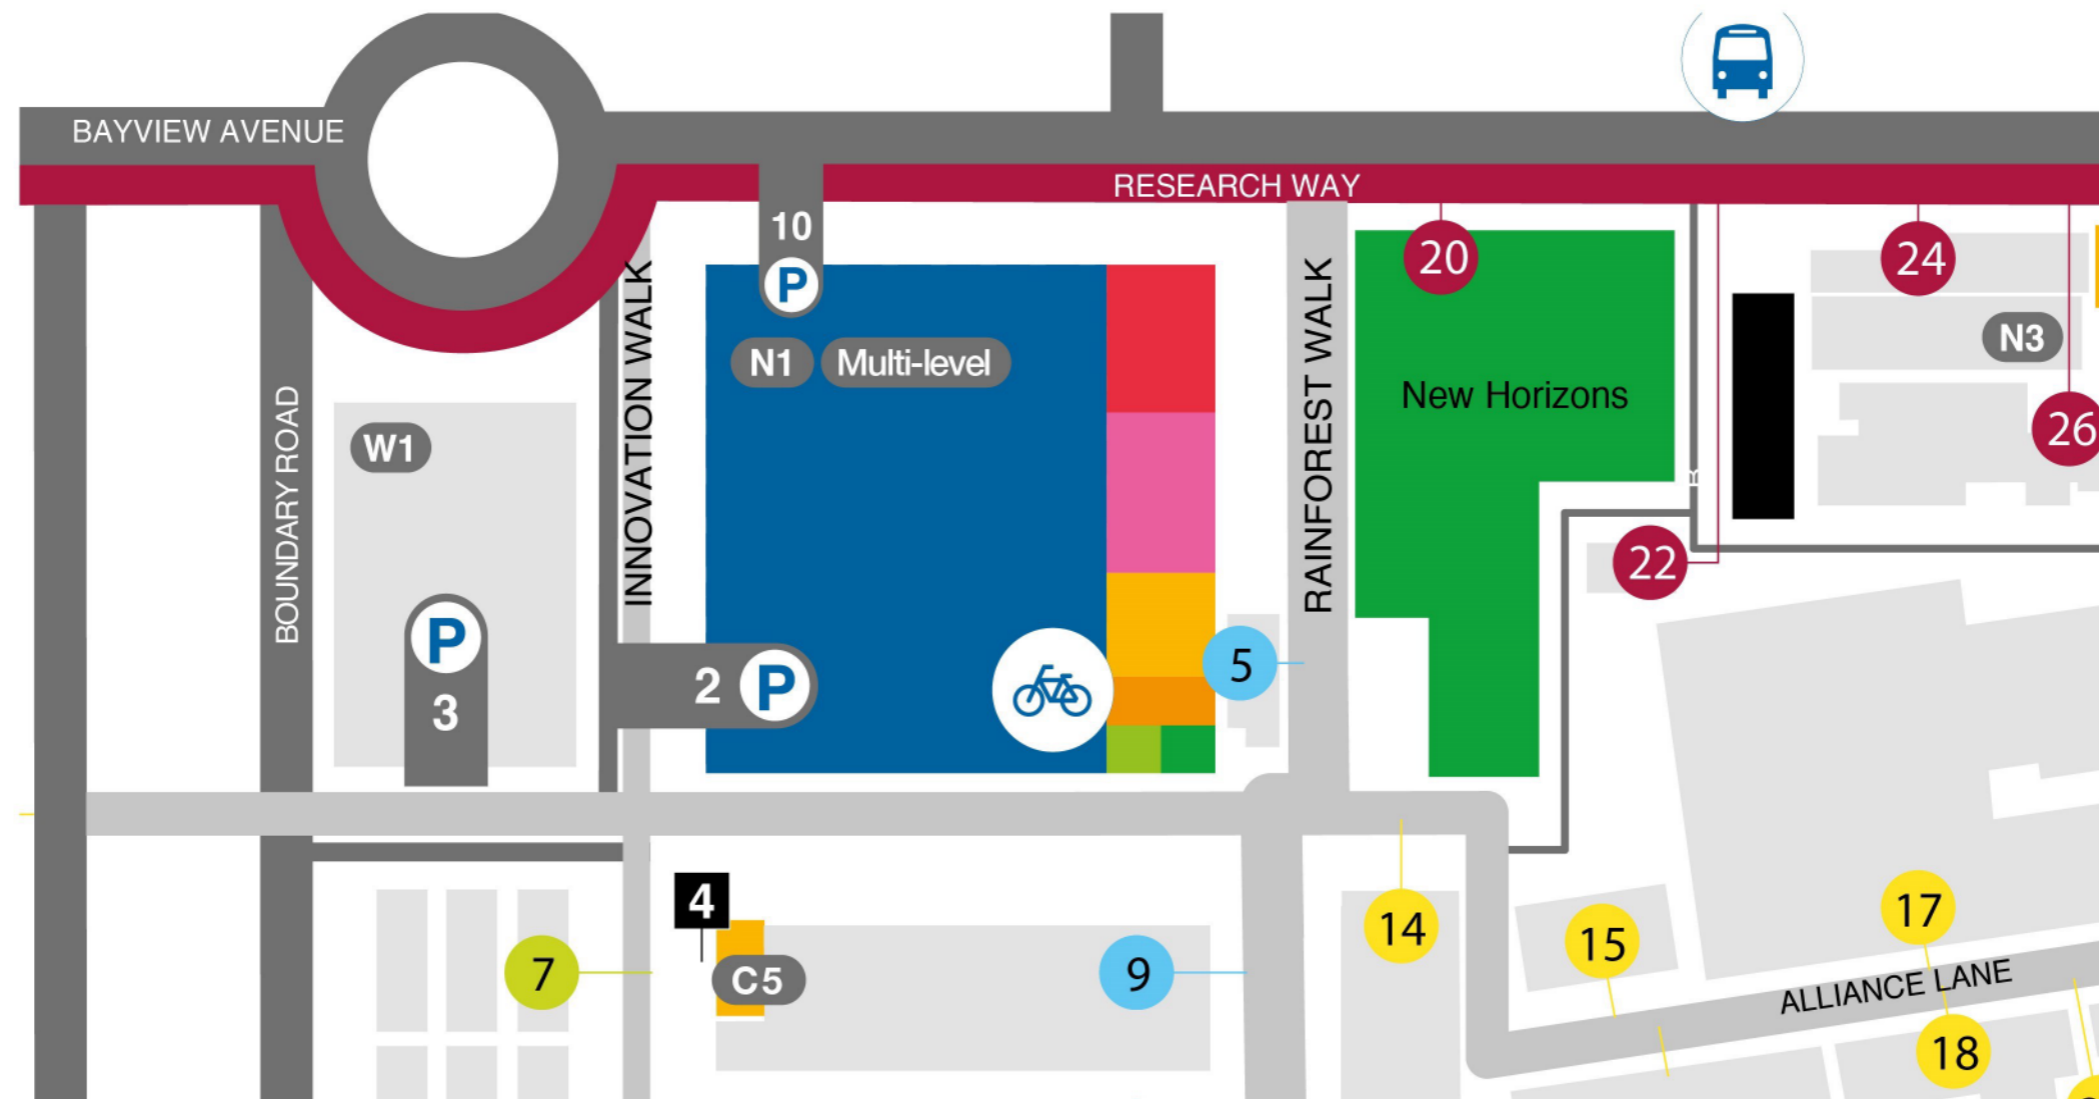 BAYVIEW AVENUE
RESEARCH WAY
10
P
20
24
N1
Multi-level
N3
New Horizons
INNOVATION WALK
RAINFOREST WALK
BOUNDARY ROAD
W1
26
22
P
3
2
P
5
4
C5
7
9
14
15
17
ALLIANCE LANE
18